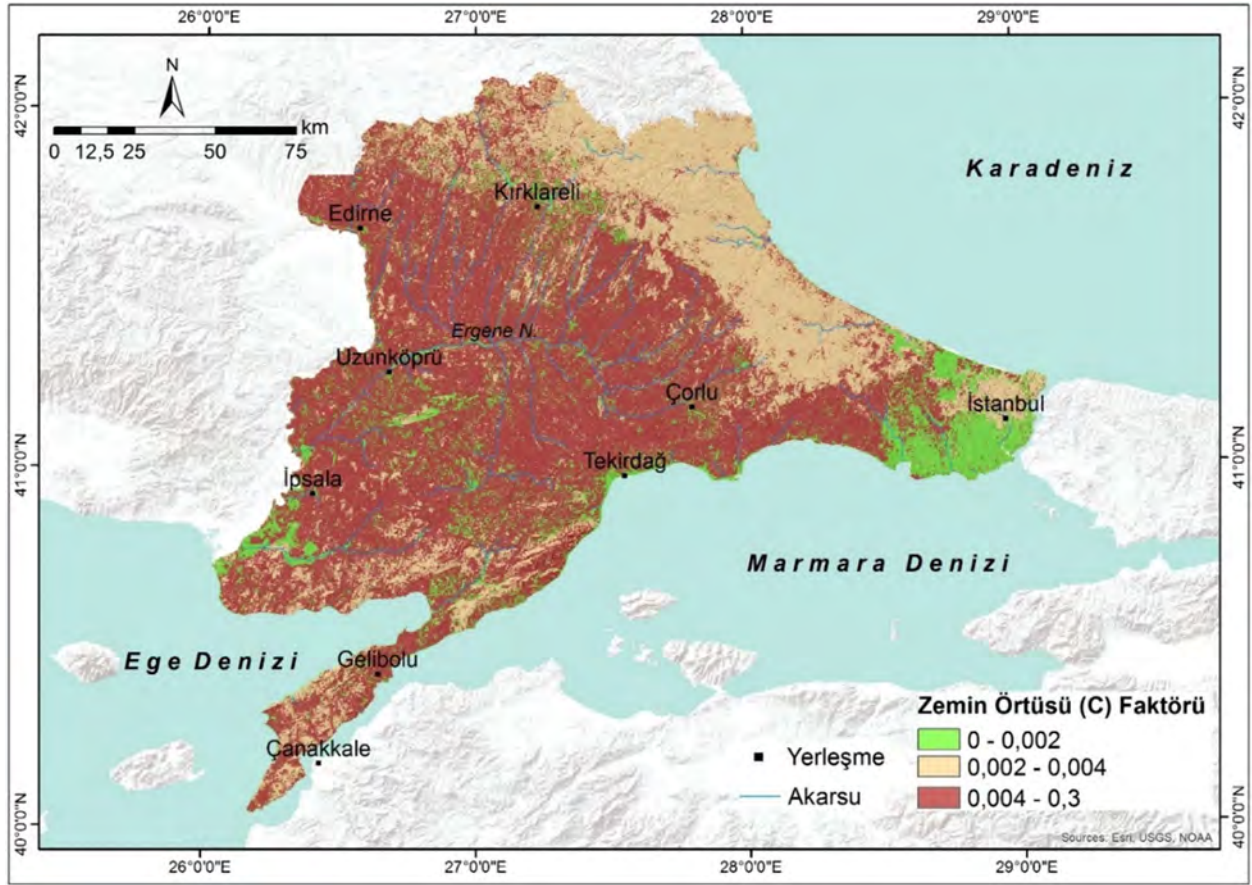 26°0'0"E 27°0'0"E 28°0'0"E 29°0'0"E
42°0'0"N
42°0'0"N
N
km
0 12,5 25 50 75
Karadeniz
Kırklareli
Edirne
Ergene N.
Uzunköprü
Çorlu
İstanbul
41°0'0"N
41°0'0"N
Tekirdağ
İpsala
Marmara Denizi
Ege Denizi
Gelibolu
Çanakkale
Zemin Örtüsü (C) Faktörü
Yerleşme
Akarsu
0 - 0,002
0,002 - 0,004
0,004 - 0,3
40°0'0"N
40°0'0"N
Sources: Esri, USGS, NOAA
26°0'0"E 27°0'0"E 28°0'0"E 29°0'0"E